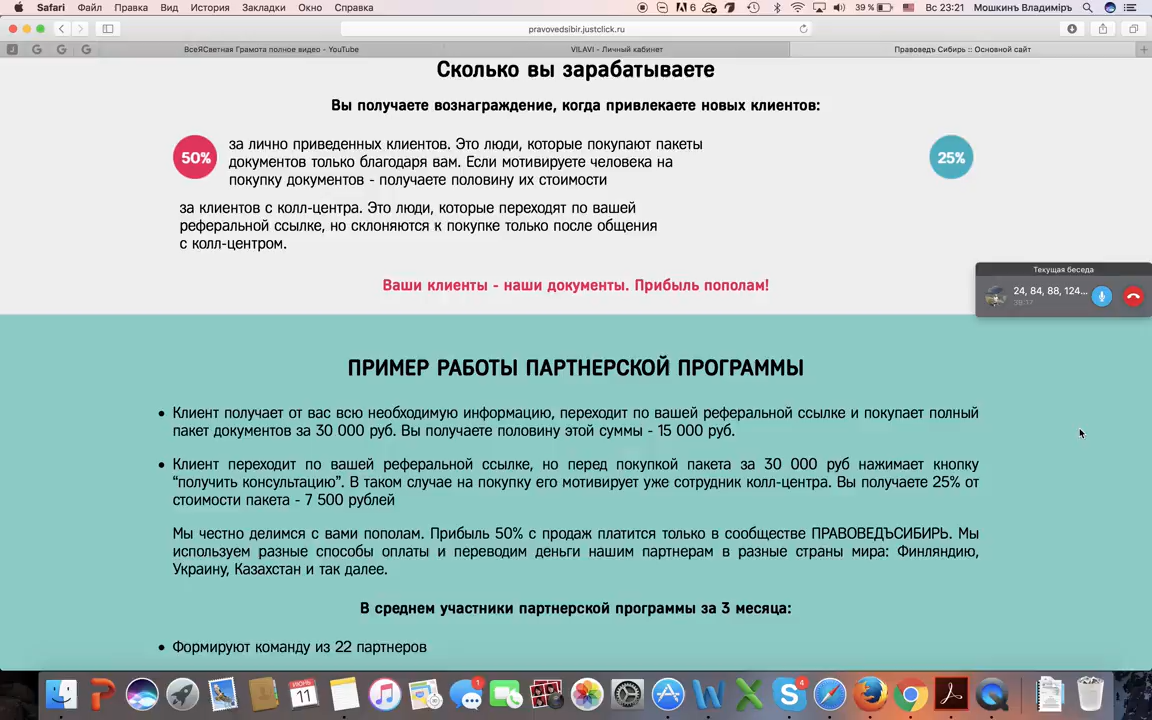 Safari Файл Правка Вид История Закладки Окно Справка
6 39 % Вс 23:21 Мошкинъ Владимiръ
pravovedsibir.justclick.ru
ВсеЯСветная Грамота полное видео - YouTube
VILAVI - Личный кабинет
Правоведъ Сибирь :: Основной сайт
Сколько вы зарабатываете
Вы получаете вознаграждение, когда привлекаете новых клиентов:
50%
за лично приведенных клиентов. Это люди, которые покупают пакеты
документов только благодаря вам. Если мотивируете человека на
покупку документов - получаете половину их стоимости
25%
за клиентов с колл-центра. Это люди, которые переходят по вашей
реферальной ссылке, но склоняются к покупке только после общения
с колл-центром.
Ваши клиенты - наши документы. Прибыль пополам!
Текущая беседа
24, 84, 88, 124...
38:17
ПРИМЕР РАБОТЫ ПАРТНЕРСКОЙ ПРОГРАММЫ
• Клиент получает от вас всю необходимую информацию, переходит по вашей реферальной ссылке и покупает полный
пакет документов за 30 000 руб. Вы получаете половину этой суммы - 15 000 руб.
• Клиент переходит по вашей реферальной ссылке, но перед покупкой пакета за 30 000 руб нажимает кнопку
“получить консультацию”. В таком случае на покупку его мотивирует уже сотрудник колл-центра. Вы получаете 25% от
стоимости пакета - 7 500 рублей
Мы честно делимся с вами пополам. Прибыль 50% с продаж платится только в сообществе ПРАВОВЕДЪСИБИРЬ. Мы
используем разные способы оплаты и переводим деньги нашим партнерам в разные страны мира: Финляндию,
Украину, Казахстан и так далее.
В среднем участники партнерской программы за 3 месяца:
• Формируют команду из 22 партнеров
ИЮНЬ
11
1
4